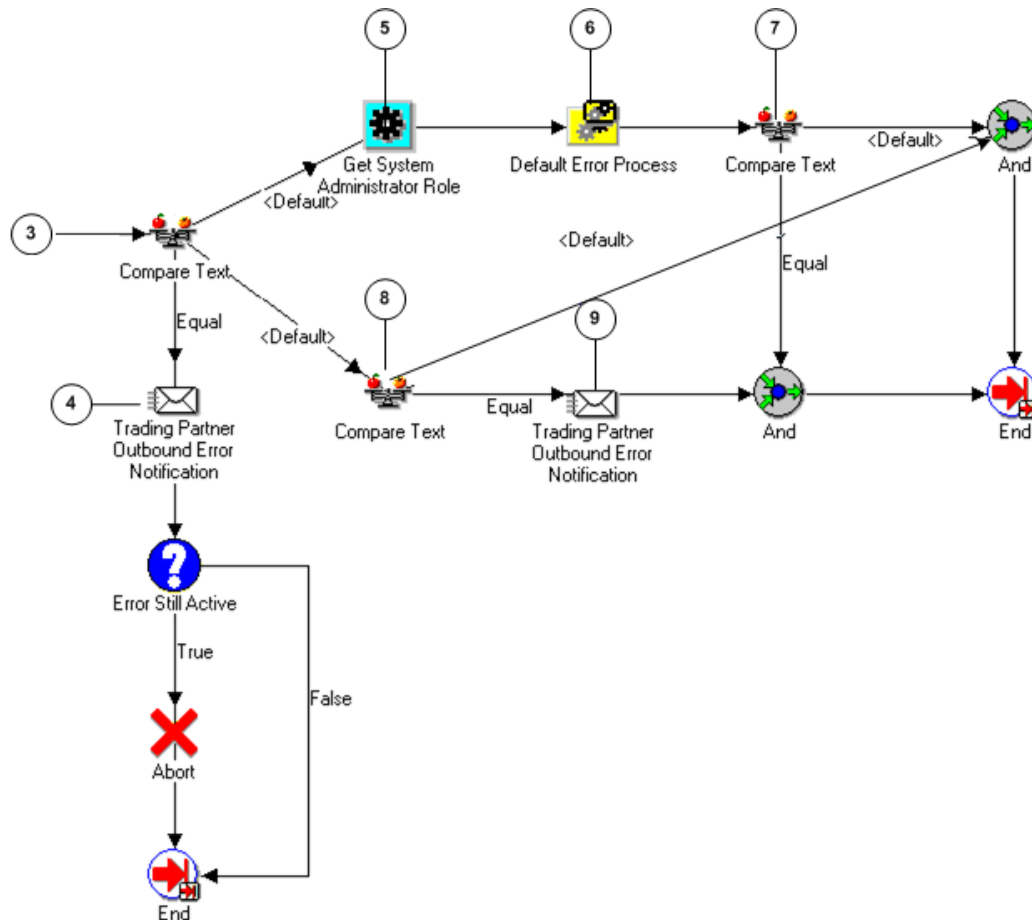 5
6
7
Get System
Administrator Role
Default Error Process
Compare Text
<Default>
And
<Default>
3
Compare Text
<Default>
Equal
Equal
<Default>
8
9
4
Trading Partner
Outbound Error
Notification
Compare Text
Equal
Trading Partner
Outbound Error
Notification
And
End
Error Still Active
True
False
Abort
End